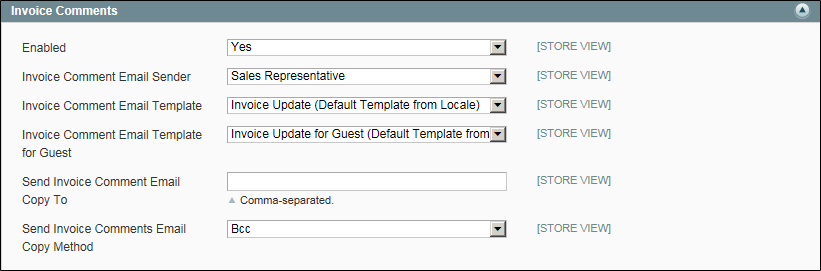 Invoice Comments
Enabled
Yes
[STORE VIEW]
Invoice Comment Email Sender
Sales Representative
[STORE VIEW]
Invoice Comment Email Template
Invoice Update (Default Template from Locale)
[STORE VIEW]
Invoice Comment Email Template
for Guest
Invoice Update for Guest (Default Template from
[STORE VIEW]
Send Invoice Comment Email
Copy To
[STORE VIEW]
Comma-separated.
Send Invoice Comments Email
Copy Method
Bcc
[STORE VIEW]